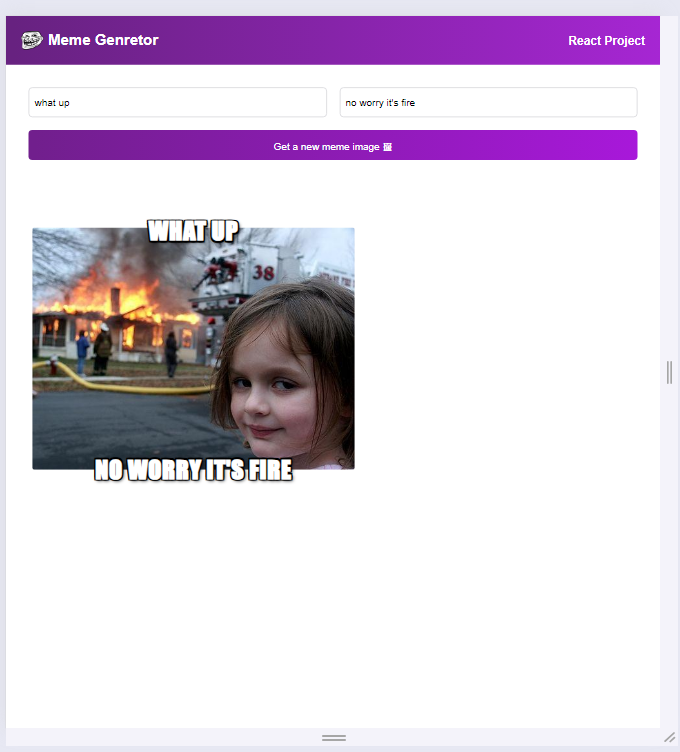 Meme Genretor
React Project
what up
no worry it's fire
Get a new meme image
WHAT UP
38
NO WORRY IT'S FIRE